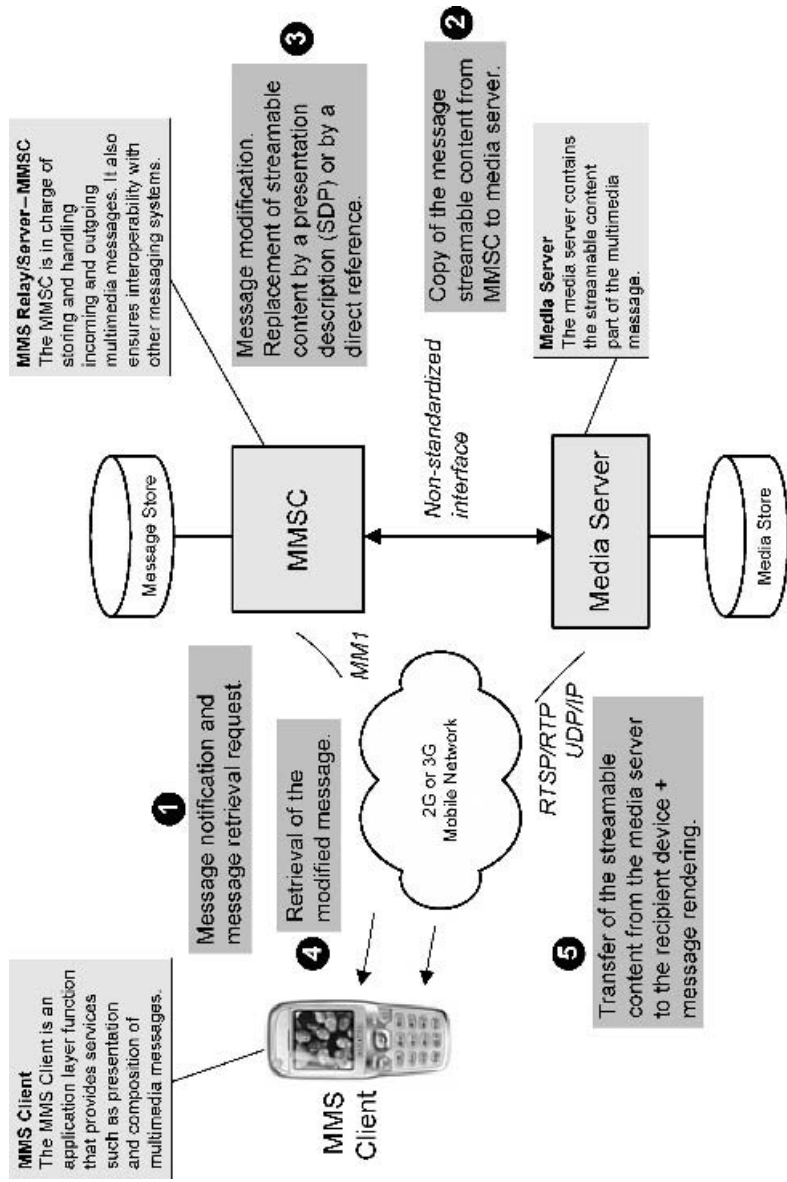 MMS Client
The MMS Client is an
application layer function
that provides services
such as presentation
and composition of
multimedia messages.
1
Message notification and
message retrieval request.
MMS Relay/Server–MMSC
The MMSC is in charge of
storing and handling
incoming and outgoing
multimedia messages. It also
ensures interoperability with
other messaging systems.
Message Store
3
Message modification.
Replacement of streamable
content by a presentation
description (SDP) or by a
direct reference.
MMSC
MM1
4
Retrieval of the
modified message.
MMS
Client
2G or 3G
Mobile Network
Non-standardized
interface
2
Copy of the message
streamable content from
MMSC to media server.
RTSP/RTP
UDP/IP
Media Server
Media Server
The media server contains
the streamable content
part of the multimedia
message.
5
Transfer of the streamable
content from the media server
to the recipient device +
message rendering.
Media Store